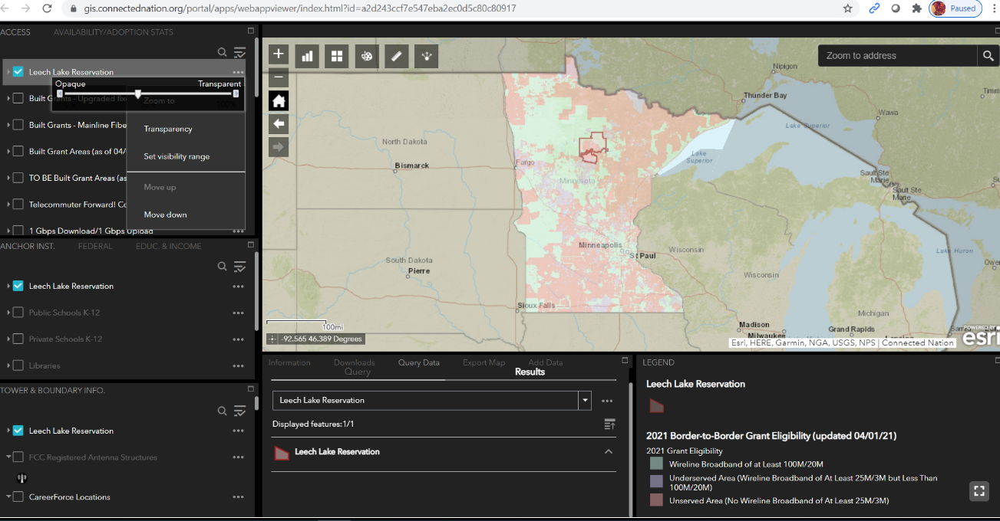 gis.connectednation.org/portal/apps/webappviewer/index.html?id=a2d243ccf7e547eba2ec0d5c80c80917
Paused
ACCESS
AVAILABILITY/ADOPTION STATS
Leech Lake Reservation
Opaque
Transparent
Zoom to
Built Grants - Upgraded fix
Built Grants - Mainline Fibe
Transparency
Built Grant Areas (as of 04/
Set visibility range
TO BE Built Grant Areas (as
Move up
Telecommuter Forward! Co
Move down
1 Gbps Download/1 Gbps Upload
ANCHOR INST.
FEDERAL
EDUC. & INCOME
Leech Lake Reservation
Public Schools K-12
Private Schools K-12
Libraries
TOWER & BOUNDARY INFO.
Leech Lake Reservation
FCC Registered Antenna Structures
CareerForce Locations
Zoom to address
Nipigon
Thunder Bay
Timm
Wawa
Lake Superior
North Dakota
Bismarck
Fargo
Lake
Superior
Minnesota
Sault Ste
Marie
Sault Ste
Marie
Su
Minneapolis
St Paul
Wisconsin
Lake Huron
South Dakota
Pierre
Owe
Wisconsin
Sioux Falls
Michigan
100mi
Madison
Grand Rapids
Milwaukee
Lansing
Sarn
-92.565 46.389 Degrees
POWERED BY
esri
Esri, HERE, Garmin, NGA, USGS, NPS | Connected Nation
Information
Downloads
Query Data
Export Map
Add Data
Query
Results
Leech Lake Reservation
Displayed features:1/1
Leech Lake Reservation
LEGEND
Leech Lake Reservation
2021 Border-to-Border Grant Eligibility (updated 04/01/21)
2021 Grant Eligibility
Wireline Broadband of at Least 100M/20M
Underserved Area (Wireline Broadband of At Least 25M/3M but Less Than
100M/20M)
Unserved Area (No Wireline Broadband of At Least 25M/3M)